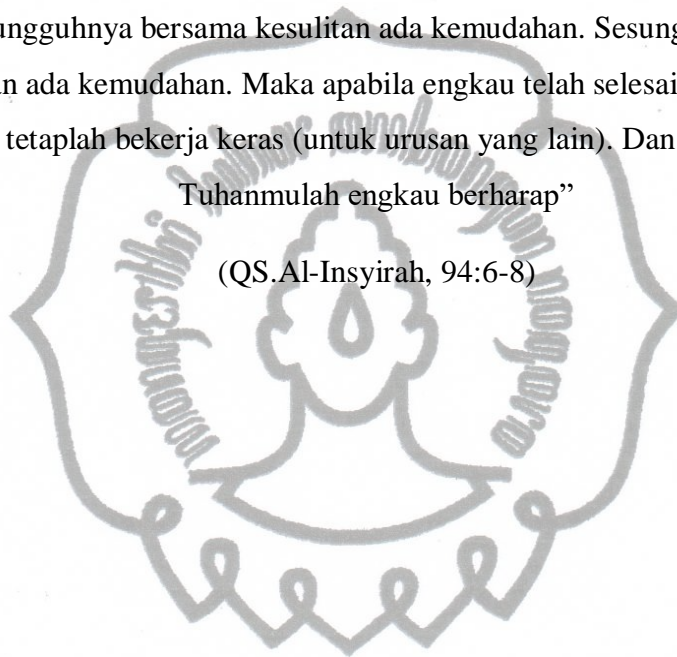 ungguhnya bersama kesulitan ada kemudahan. Sesung
n ada kemudahan. Maka apabila engkau telah selesai
tetaplah bekerja keras (untuk urusan yang lain). Dan
Tuhanmulah engkau berharap”
(QS.Al-Insyirah, 94:6-8)